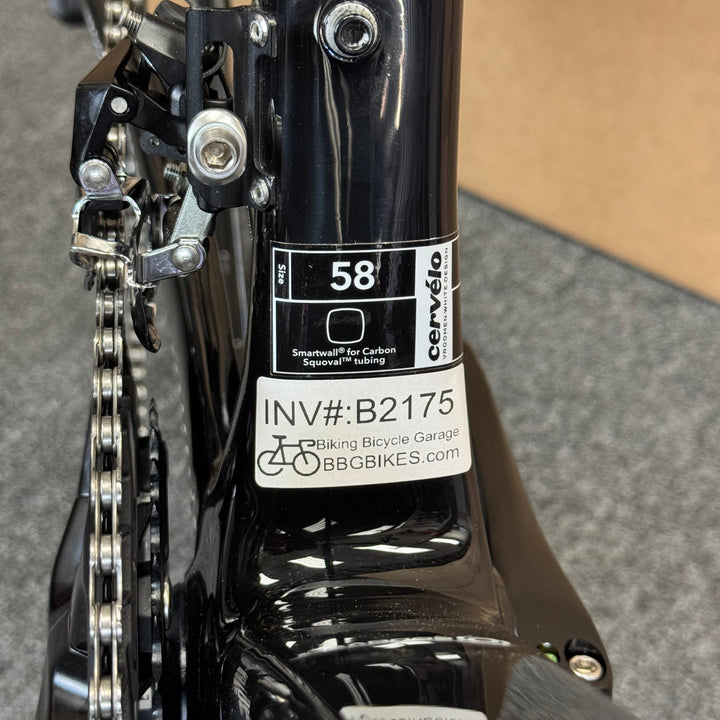 Size
58
cervélo
VROOMEN.WHITE.DESIGN
Smartwall® for Carbon
Squoval™ tubing
INV#:B2175
Biking Bicycle Garage
BBGBIKES.com